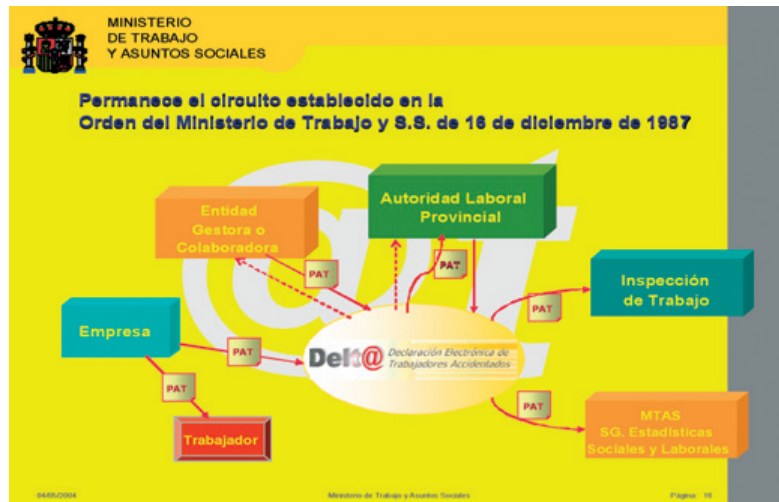 MINISTERIO
DE TRABAJO
Y ASUNTOS SOCIALES
Permanece el circuito establecido en la
Orden del Ministerio de Trabajo y S.S. de 16 de diciembre de 1987
Autoridad Laboral
Provincial
Entidad
Gestora o
Colaboradora
PAT
PAT
Inspección
de Trabajo
PAT
Empresa
PAT
Delt@ Declaración Electrónica de
Trabajadores Accidentados
PAT
PAT
MTAS
SG. Estadísticas
Sociales y Laborales
Trabajador
04/05/2004
Ministerio de Trabajo y Asuntos Sociales
Página: 16